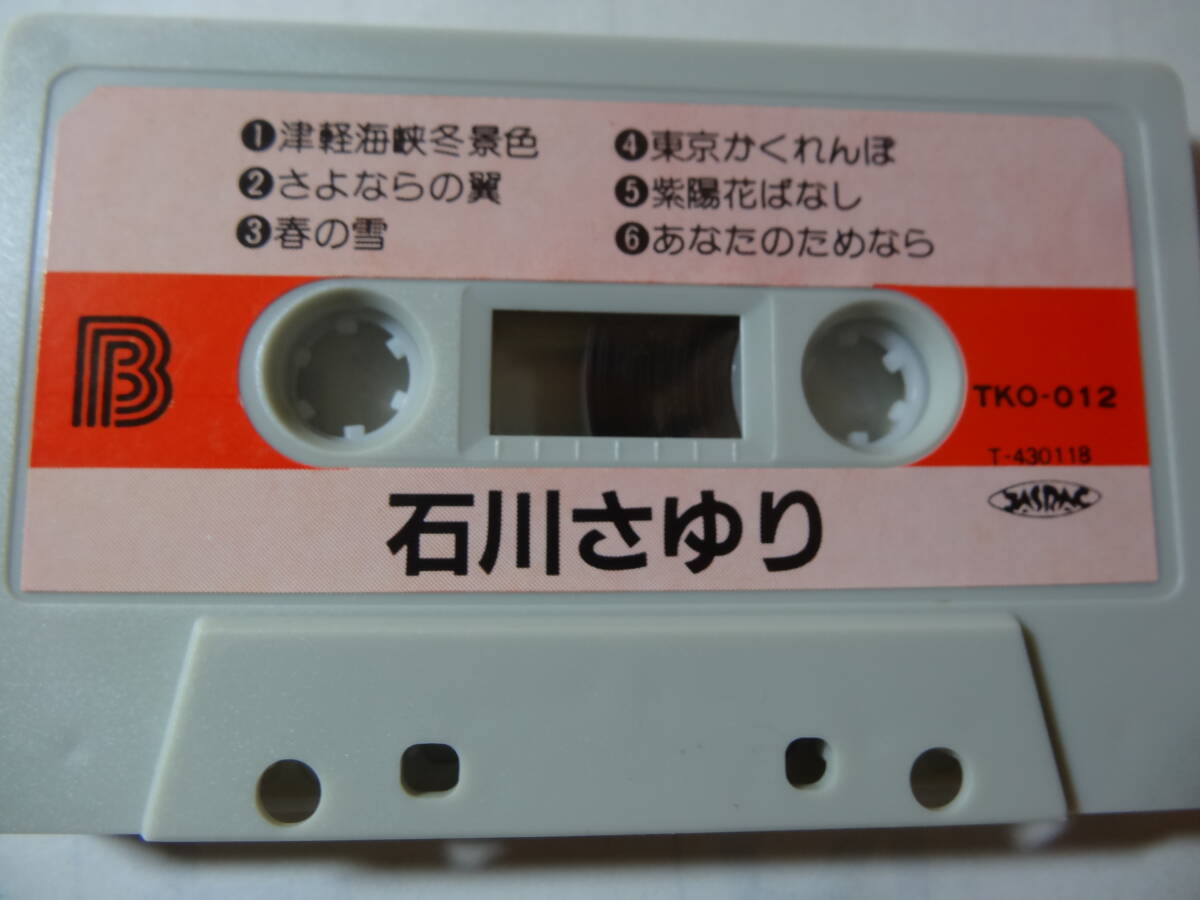 ❶津軽海峡冬景色
❷さよならの翼
❸春の雪
❹東京かくれんぼ
❺紫陽花ばなし
❻あなたのためなら
B
TKO-012
T-430118
JASRAC
石川さゆり